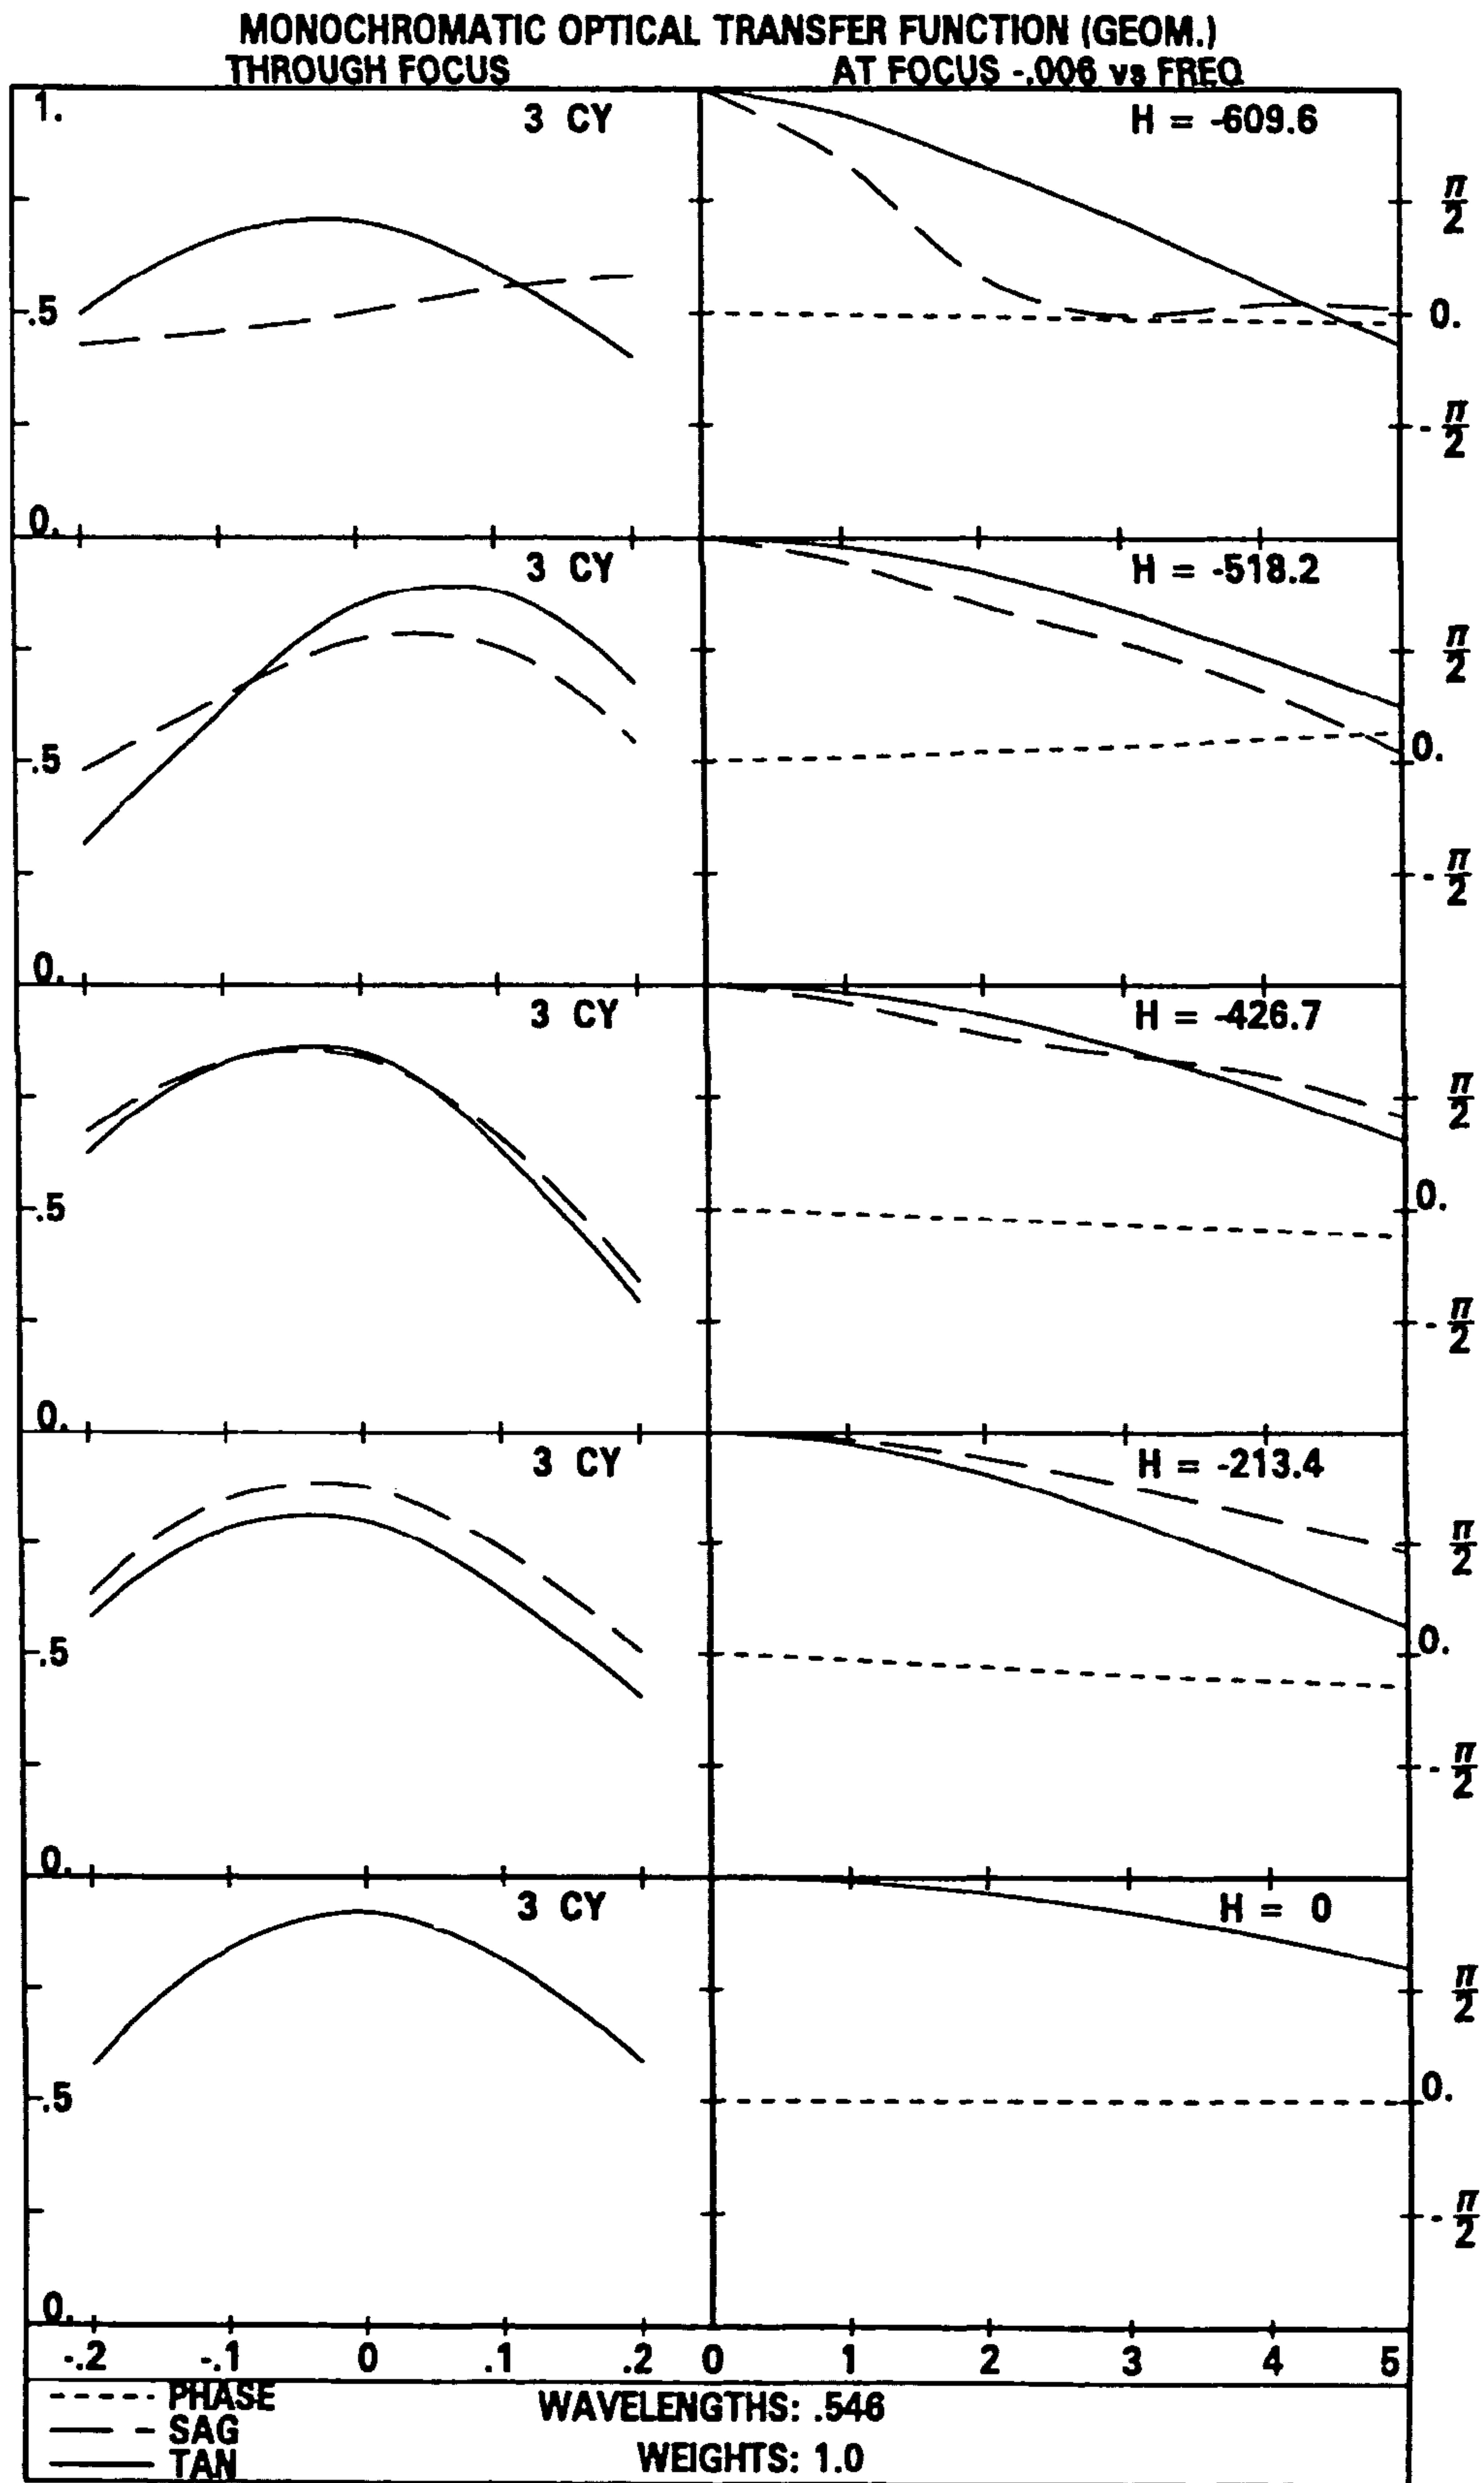 MONOCHROMATIC OPTICAL TRANSFER FUNCTION (GEOM.)
THROUGH FOCUS AT FOCUS -.006 vs FREQ
1. 3 CY H = -609.6
π/2
.5 0.
-π/2
0.
3 CY H = -518.2
π/2
.5 0.
-π/2
0.
3 CY H = -426.7
π/2
.5 0.
-π/2
0.
3 CY H = -213.4
π/2
.5 0.
-π/2
0.
3 CY H = 0
π/2
.5 0.
-π/2
0.
-.2 -.1 0 .1 .2 0 1 2 3 4 5
PHASE WAVELENGTHS: .546
SAG
TAN WEIGHTS: 1.0